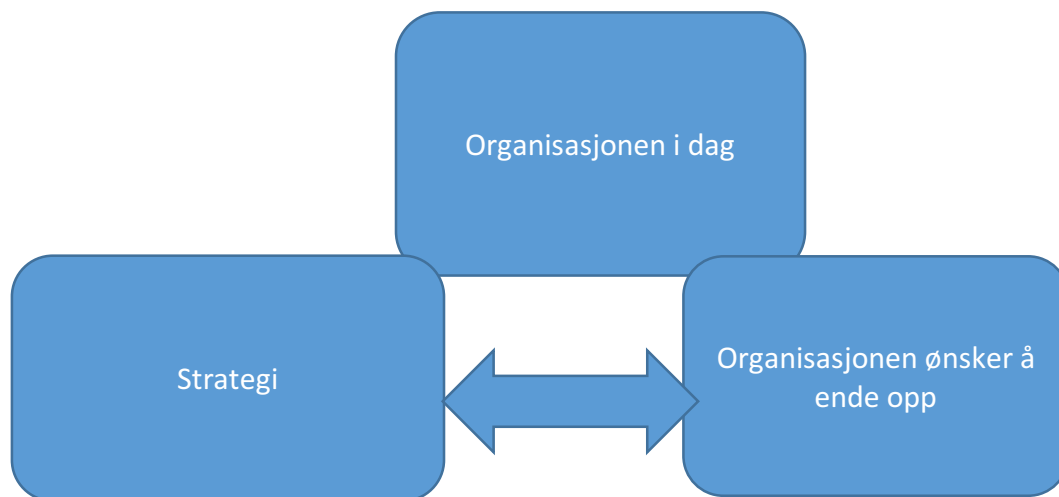 Organisasjonen i dag
Strategi
Organisasjonen ønsker å
ende opp